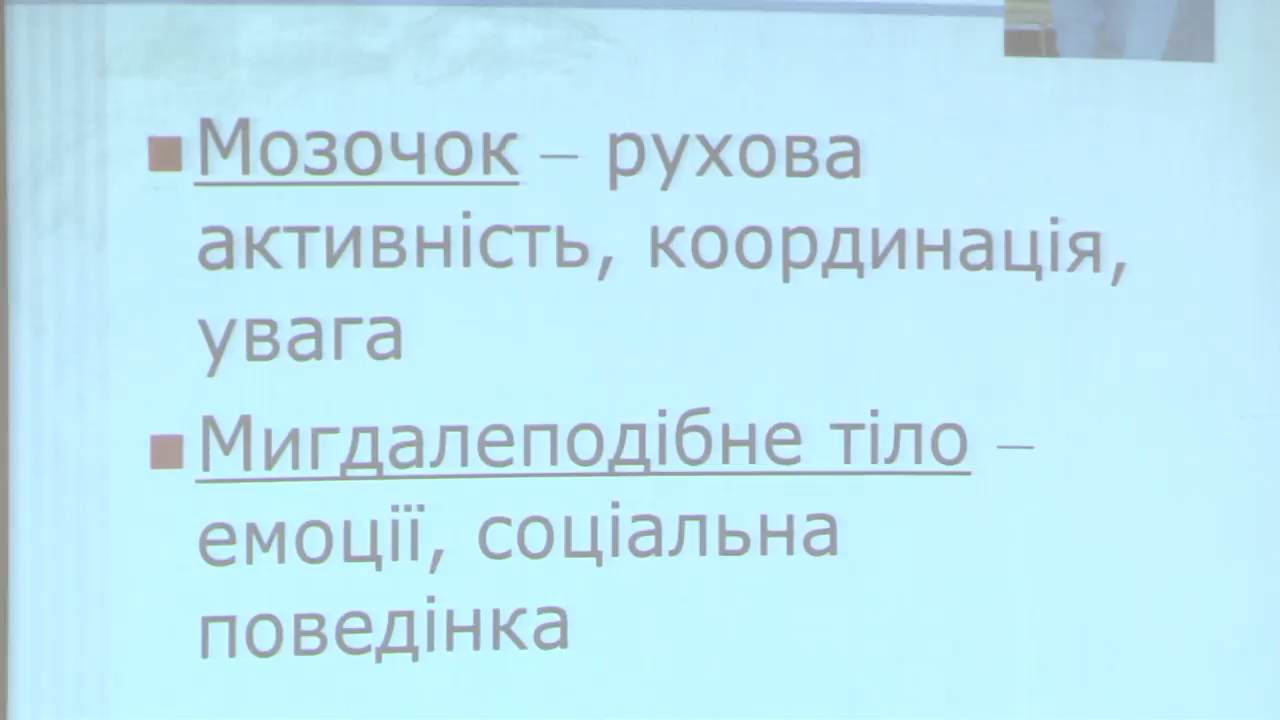 Мозочок – рухова
активність, координація,
увага
Мигдалеподібне тіло –
емоції, соціальна
поведінка